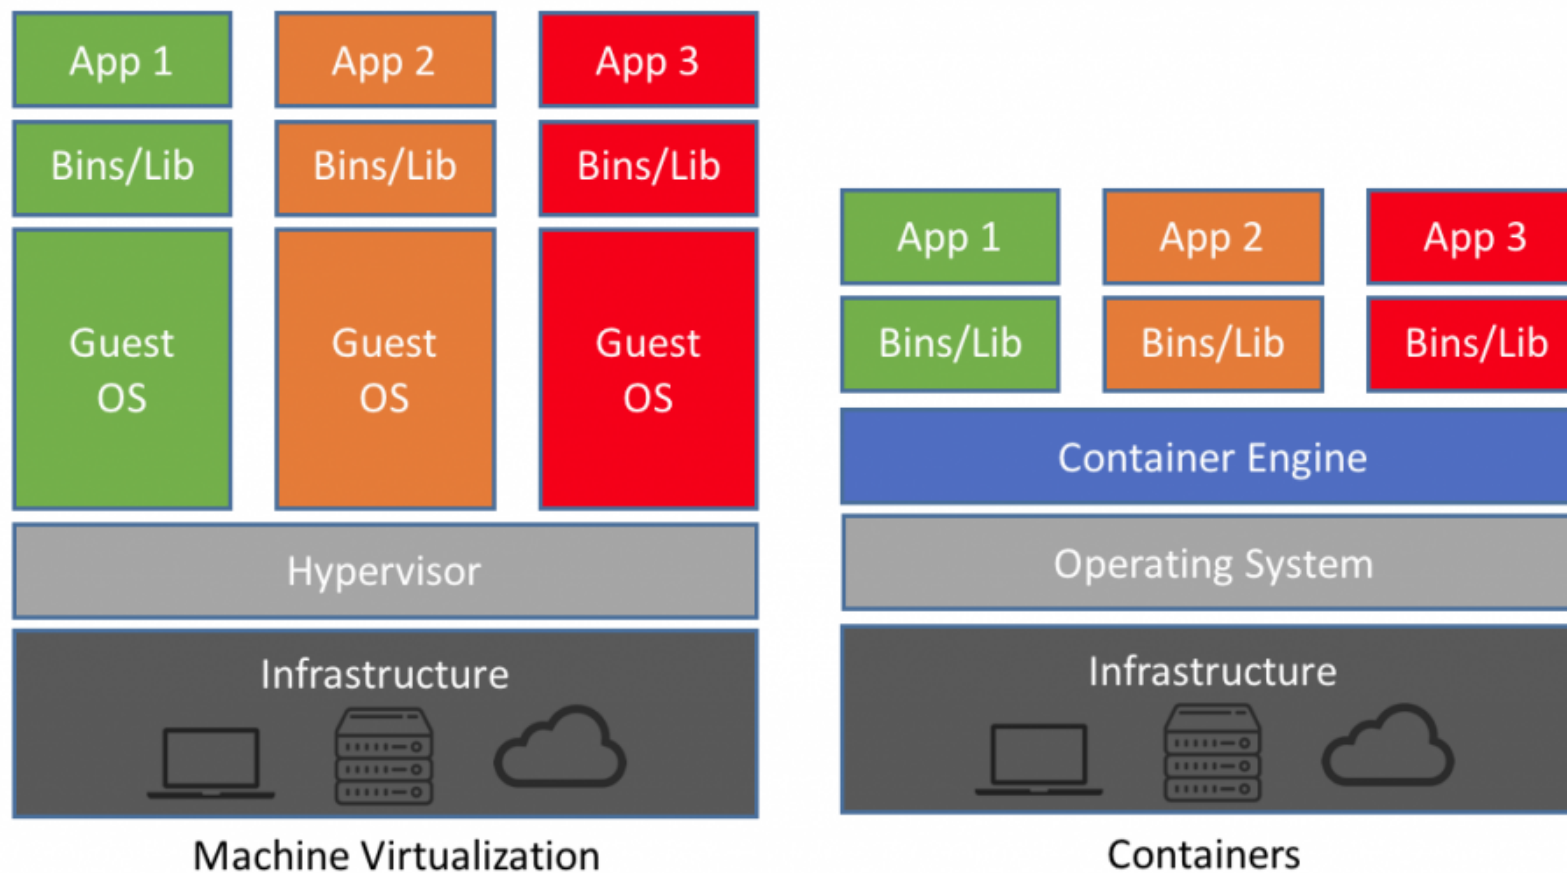 App 1
App 2
App 3
Bins/Lib
Bins/Lib
Bins/Lib
Guest
OS
Guest
OS
Guest
OS
Hypervisor
Infrastructure
Machine Virtualization
App 1
App 2
App 3
Bins/Lib
Bins/Lib
Bins/Lib
Container Engine
Operating System
Infrastructure
Containers